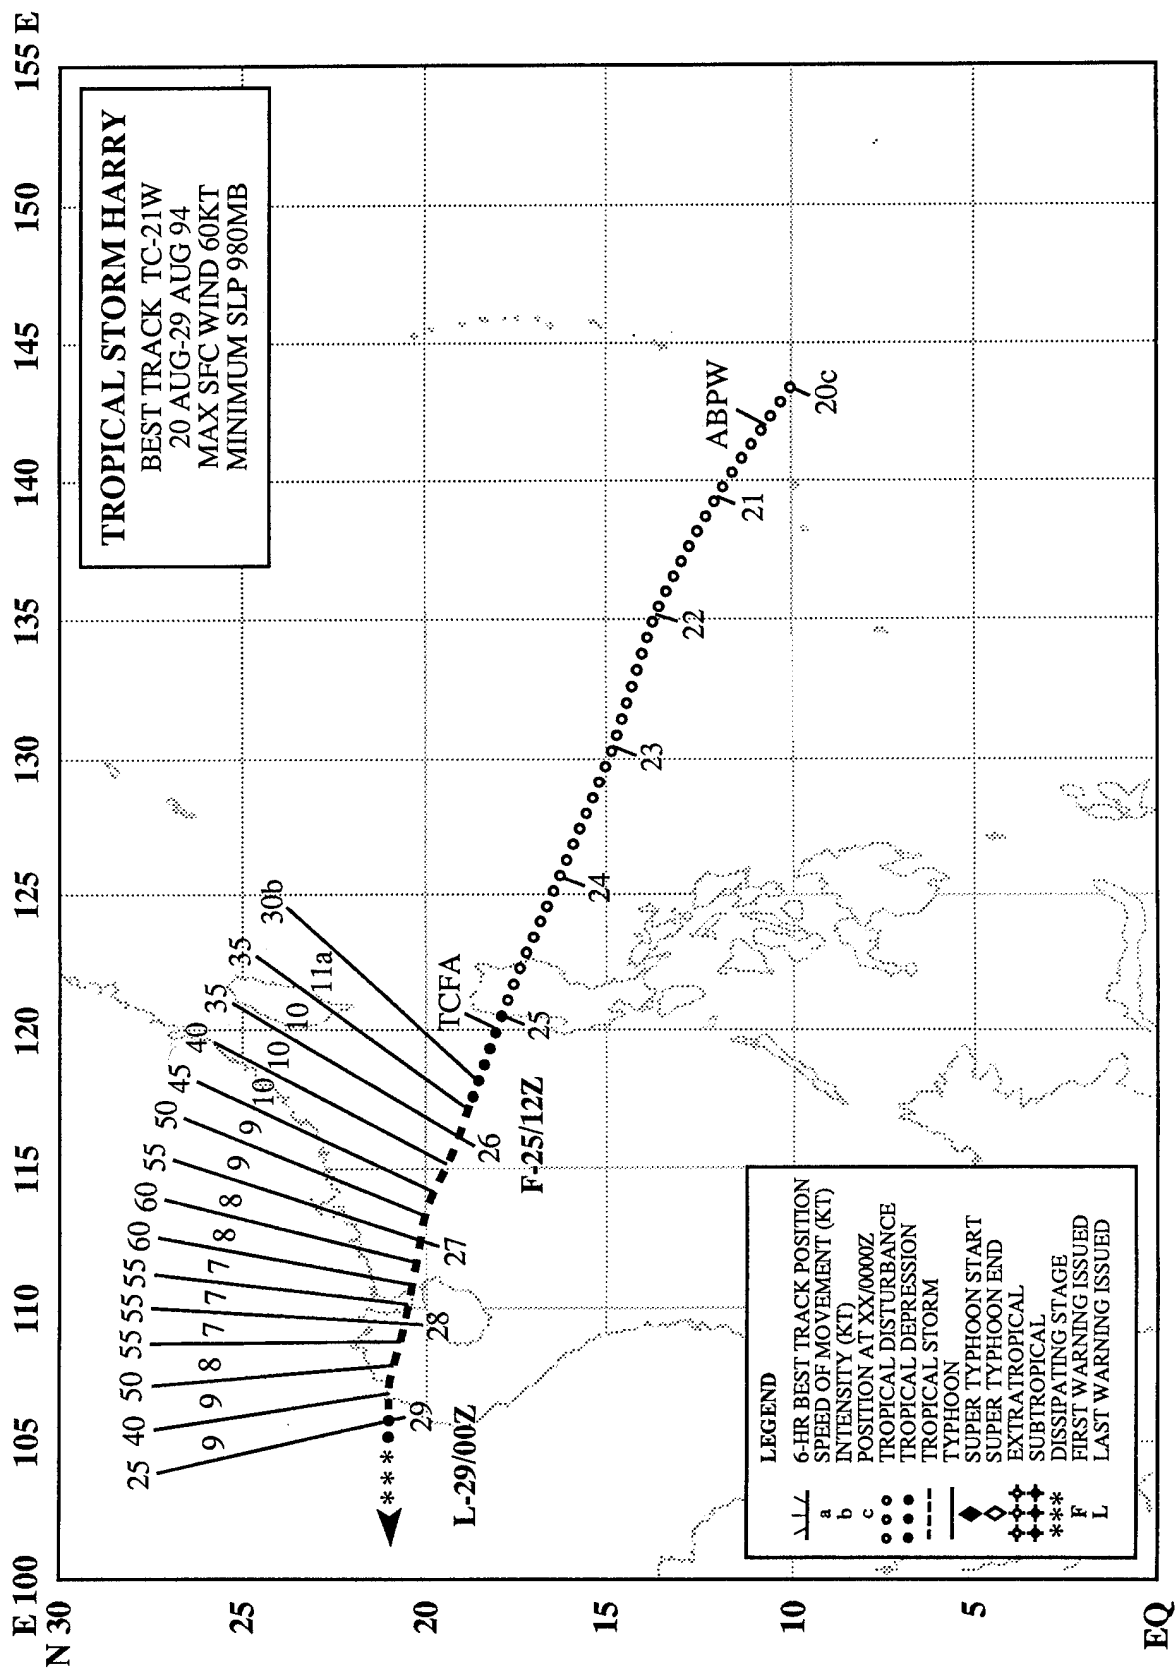 TROPICAL STORM HARRY
BEST TRACK TC-21W
20 AUG-29 AUG 94
MAX SFC WIND 60KT
MINIMUM SLP 980MB
E 100
105
110
115
120
125
130
135
140
145
150
155 E
N 30
25
20
15
10
5
EQ
25
40
50
55
55
55
60
60
55
50
45
40
35
35
30b
9
9
8
7
7
7
8
8
9
9
10
10
10
11a
TCFA
ABPW
20c
21
22
23
24
25
26
27
28
29
F-25/12Z
L-29/00Z
***
LEGEND
6-HR BEST TRACK POSITION
a SPEED OF MOVEMENT (KT)
b INTENSITY (KT)
c POSITION AT XX/0000Z
TROPICAL DISTURBANCE
TROPICAL DEPRESSION
TROPICAL STORM
TYPHOON
SUPER TYPHOON START
SUPER TYPHOON END
EXTRATROPICAL
SUBTROPICAL
*** DISSIPATING STAGE
F FIRST WARNING ISSUED
L LAST WARNING ISSUED